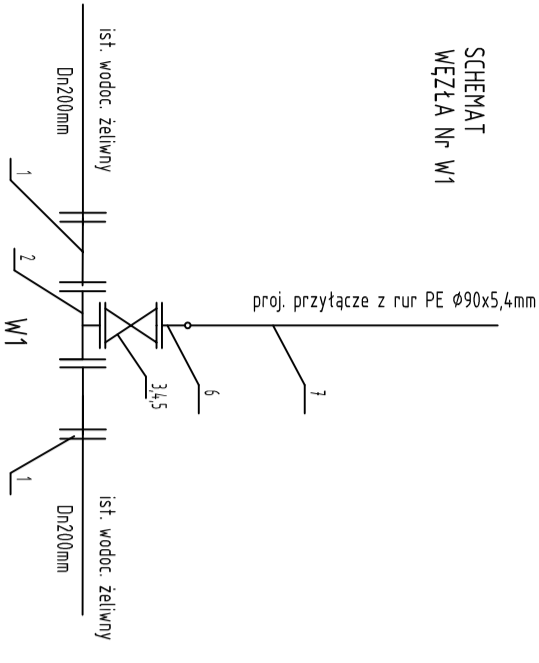 SCHEMAT
WĘZŁA Nr W1
proj. przyłącze z rur PE Ø90x5,4mm
ist. wodoc. żeliwny
Dn200mm
1
2
W1
3,4,5
6
7
1
ist. wodoc. żeliwny
Dn200mm